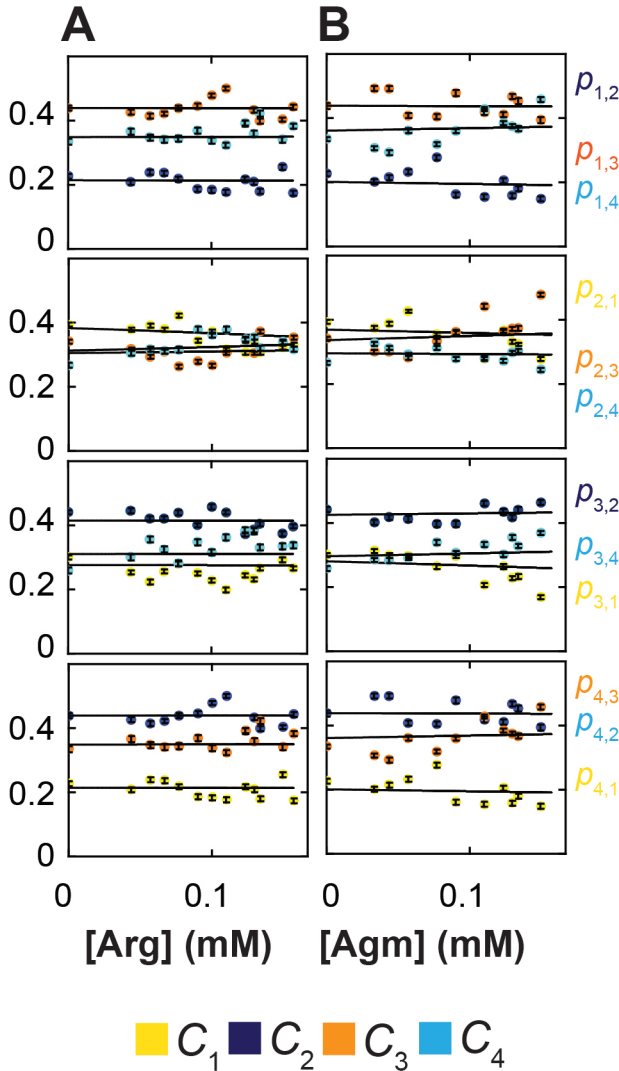 A B
0.4
0.2
0
p1,2
p1,3
p1,4
0.4
0.2
0
p2,1
p2,3
p2,4
0.4
0.2
0
p3,2
p3,4
p3,1
0.4
0.2
0
p4,3
p4,2
p4,1
0 0.1 0 0.1
[Arg] (mM) [Agm] (mM)
C1 C2 C3 C4